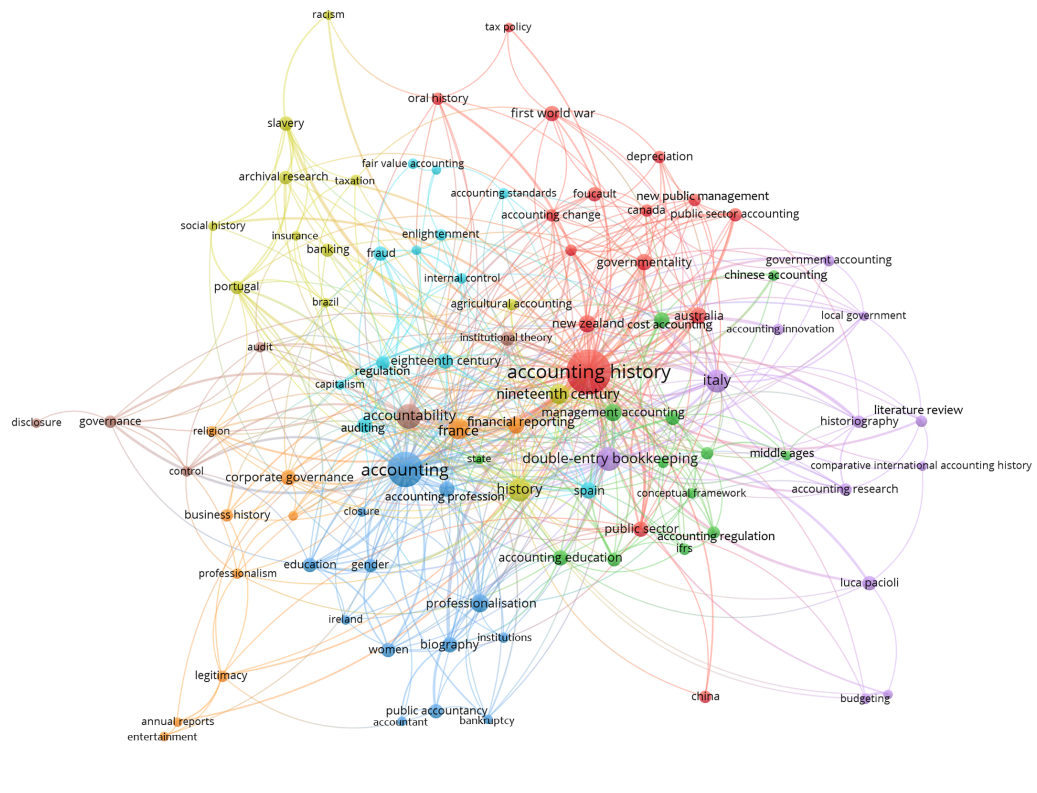 racism
tax policy
oral history
first world war
slavery
depreciation
fair value accounting
archival research
taxation
accounting standards
foucault
new public management
canada
public sector accounting
accounting change
social history
insurance
enlightenment
banking
fraud
governmentality
government accounting
chinese accounting
internal control
portugal
brazil
agricultural accounting
new zealand
cost accounting
australia
local government
accounting innovation
institutional theory
audit
eighteenth century
regulation
accounting history
capitalism
nineteenth century
italy
accountability
management accounting
literature review
disclosure
governance
auditing
france
financial reporting
historiography
religion
state
double-entry bookkeeping
middle ages
comparative international accounting history
control
accounting
corporate governance
accounting profession
history
spain
conceptual framework
accounting research
business history
closure
public sector
accounting regulation
ifrs
education
gender
accounting education
professionalism
luca pacioli
professionalisation
ireland
women
biography
institutions
legitimacy
china
budgeting
public accountancy
annual reports
accountant
bankruptcy
entertainment